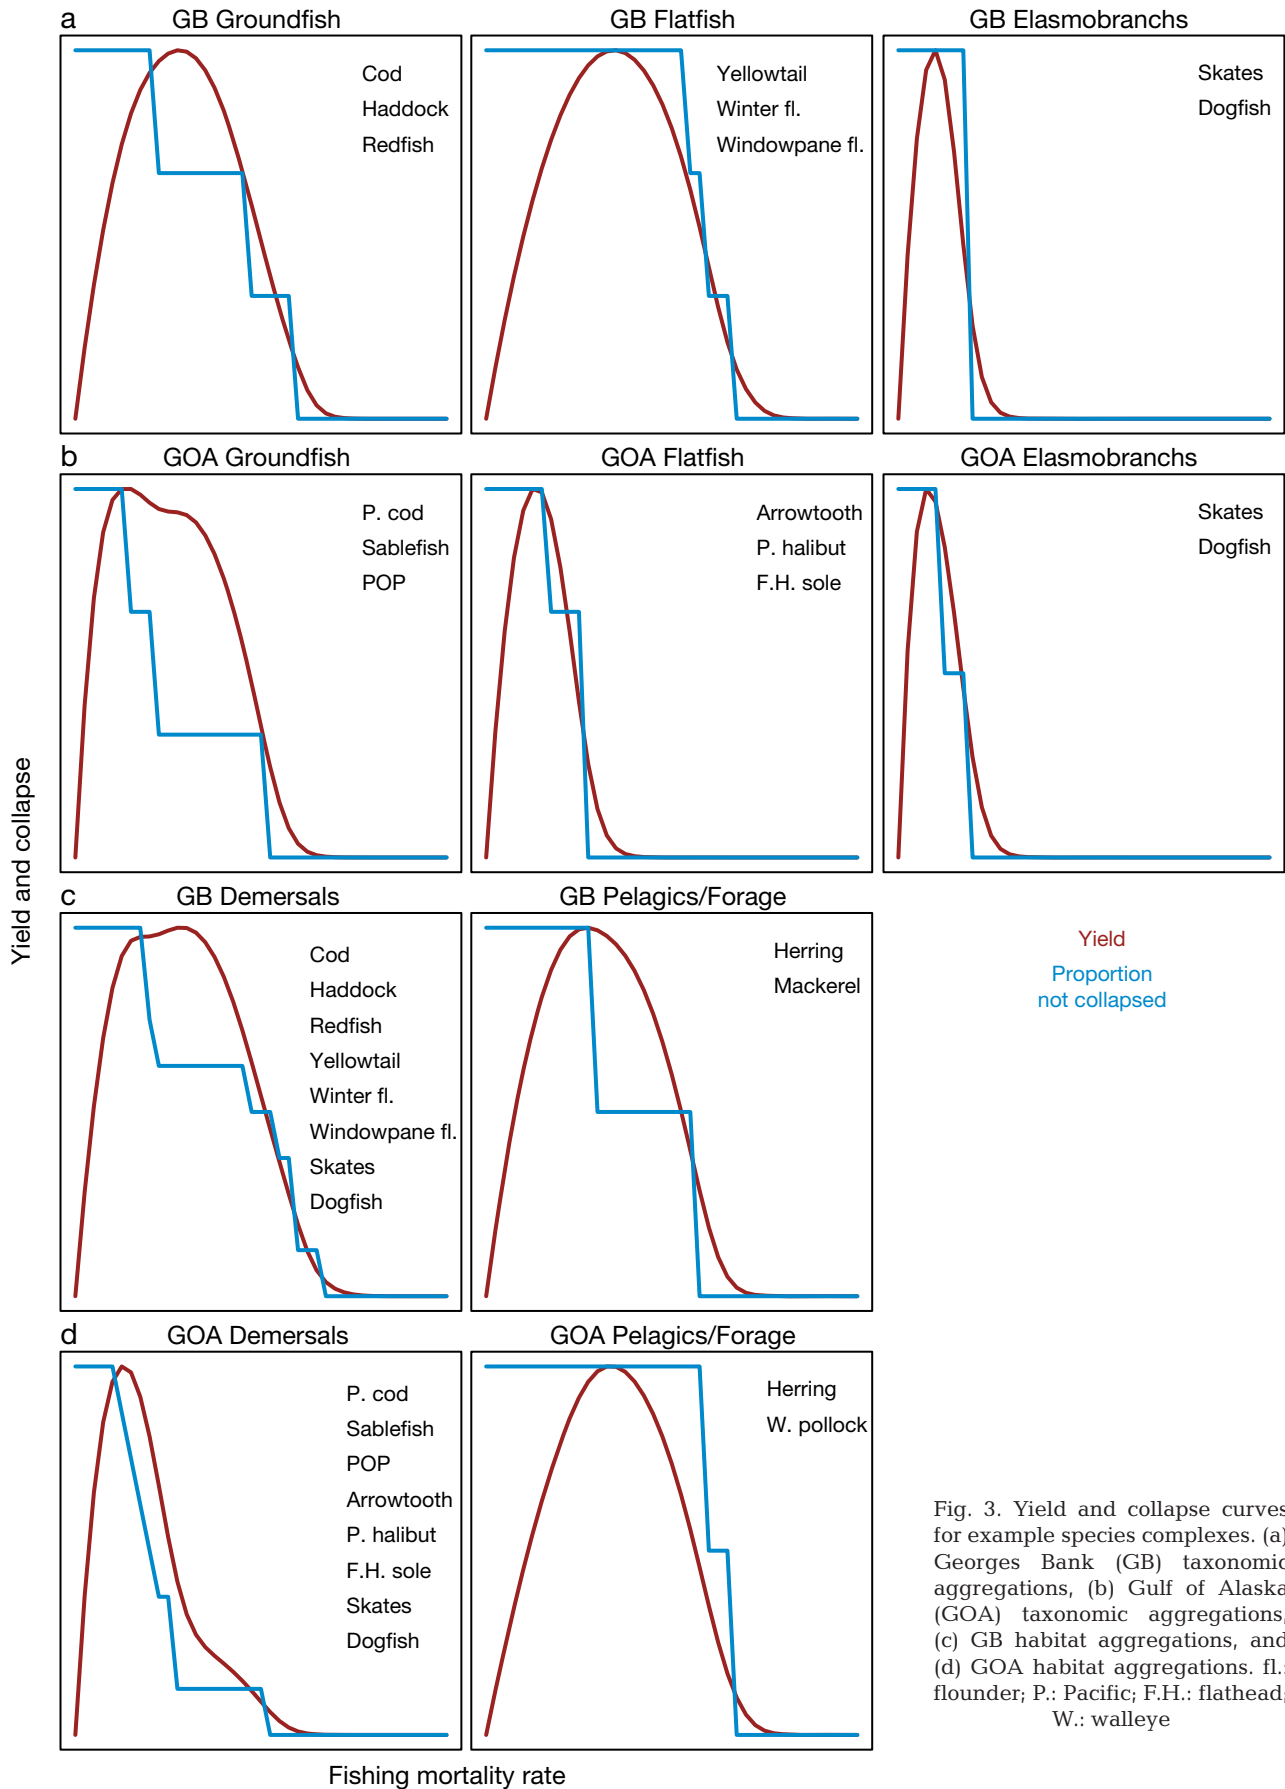 a
GB Groundfish
GB Flatfish
GB Elasmobranchs
Cod
Haddock
Redfish
Yellowtail
Winter fl.
Windowpane fl.
Skates
Dogfish
b
GOA Groundfish
GOA Flatfish
GOA Elasmobranchs
P. cod
Sablefish
POP
Arrowtooth
P. halibut
F.H. sole
Skates
Dogfish
Yield and collapse
c
GB Demersals
GB Pelagics/Forage
Cod
Haddock
Redfish
Yellowtail
Winter fl.
Windowpane fl.
Skates
Dogfish
Herring
Mackerel
Yield
Proportion
not collapsed
d
GOA Demersals
GOA Pelagics/Forage
P. cod
Sablefish
POP
Arrowtooth
P. halibut
F.H. sole
Skates
Dogfish
Herring
W. pollock
Fishing mortality rate
Fig. 3. Yield and collapse curves
for example species complexes. (a)
Georges Bank (GB) taxonomic
aggregations, (b) Gulf of Alaska
(GOA) taxonomic aggregations,
(c) GB habitat aggregations, and
(d) GOA habitat aggregations. fl.:
flounder; P.: Pacific; F.H.: flathead;
W.: walleye